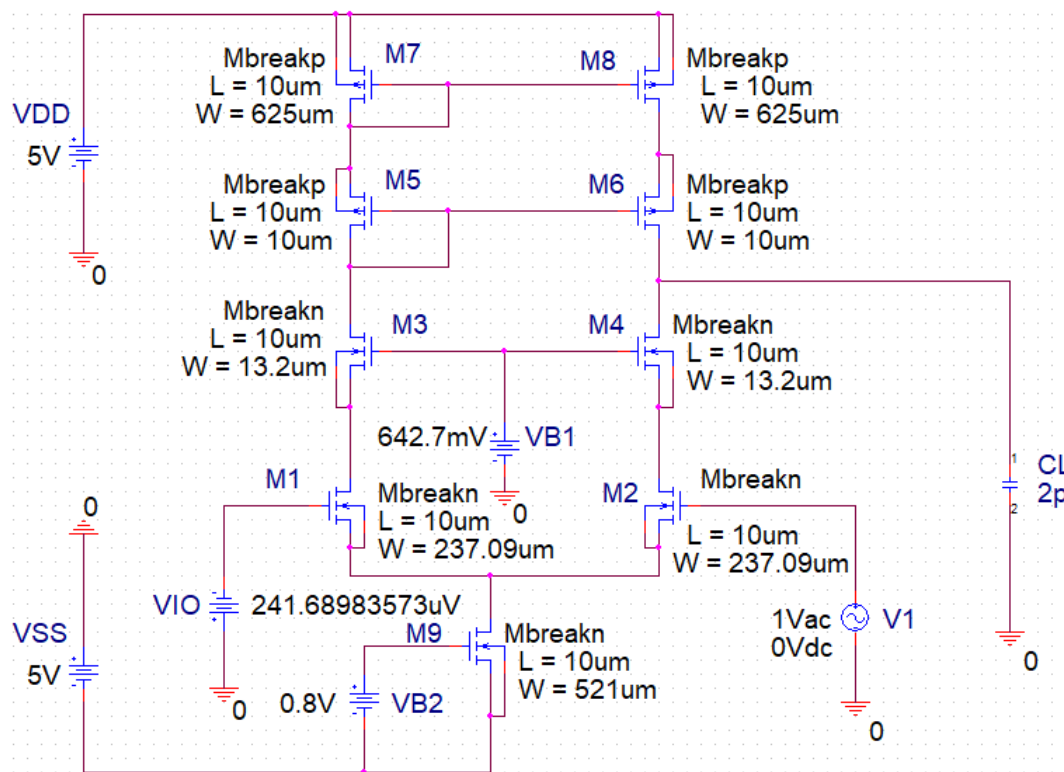 M7
Mbreakp
L = 10um
W = 625um
M8
Mbreakp
L = 10um
W = 625um
VDD
5V
0
M5
Mbreakp
L = 10um
W = 10um
M6
Mbreakp
L = 10um
W = 10um
Mbreakn
L = 10um
W = 13.2um
M3
M4
Mbreakn
L = 10um
W = 13.2um
642.7mV
VB1
0
1
CL
2p
2
0
M1
Mbreakn
L = 10um
W = 237.09um
M2
Mbreakn
L = 10um
W = 237.09um
0
VSS
5V
VIO
241.68983573uV
0
M9
Mbreakn
L = 10um
W = 521um
0.8V
VB2
1Vac
0Vdc
V1
0
0